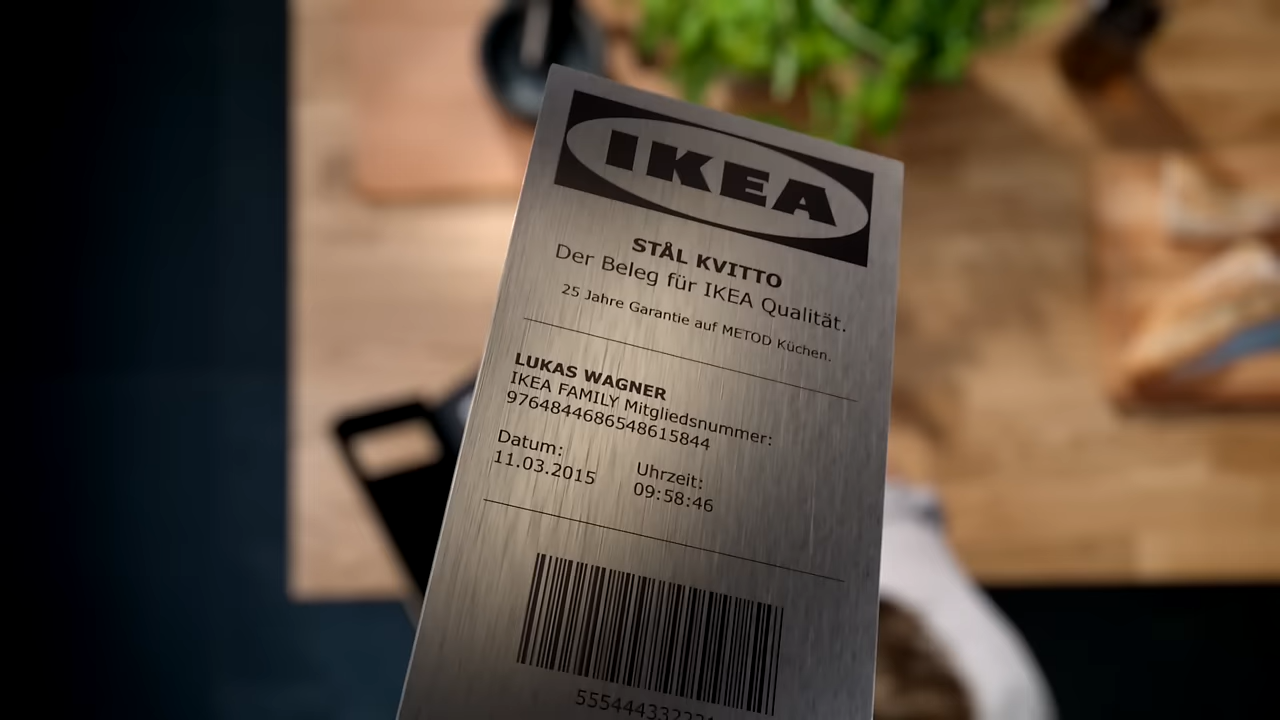 IKEA
STÅL KVITTO
Der Beleg für IKEA Qualität.
25 Jahre Garantie auf METOD Küchen.
LUKAS WAGNER
IKEA FAMILY Mitgliedsnummer:
9764844686548615844
Datum:
11.03.2015
Uhrzeit:
09:58:46